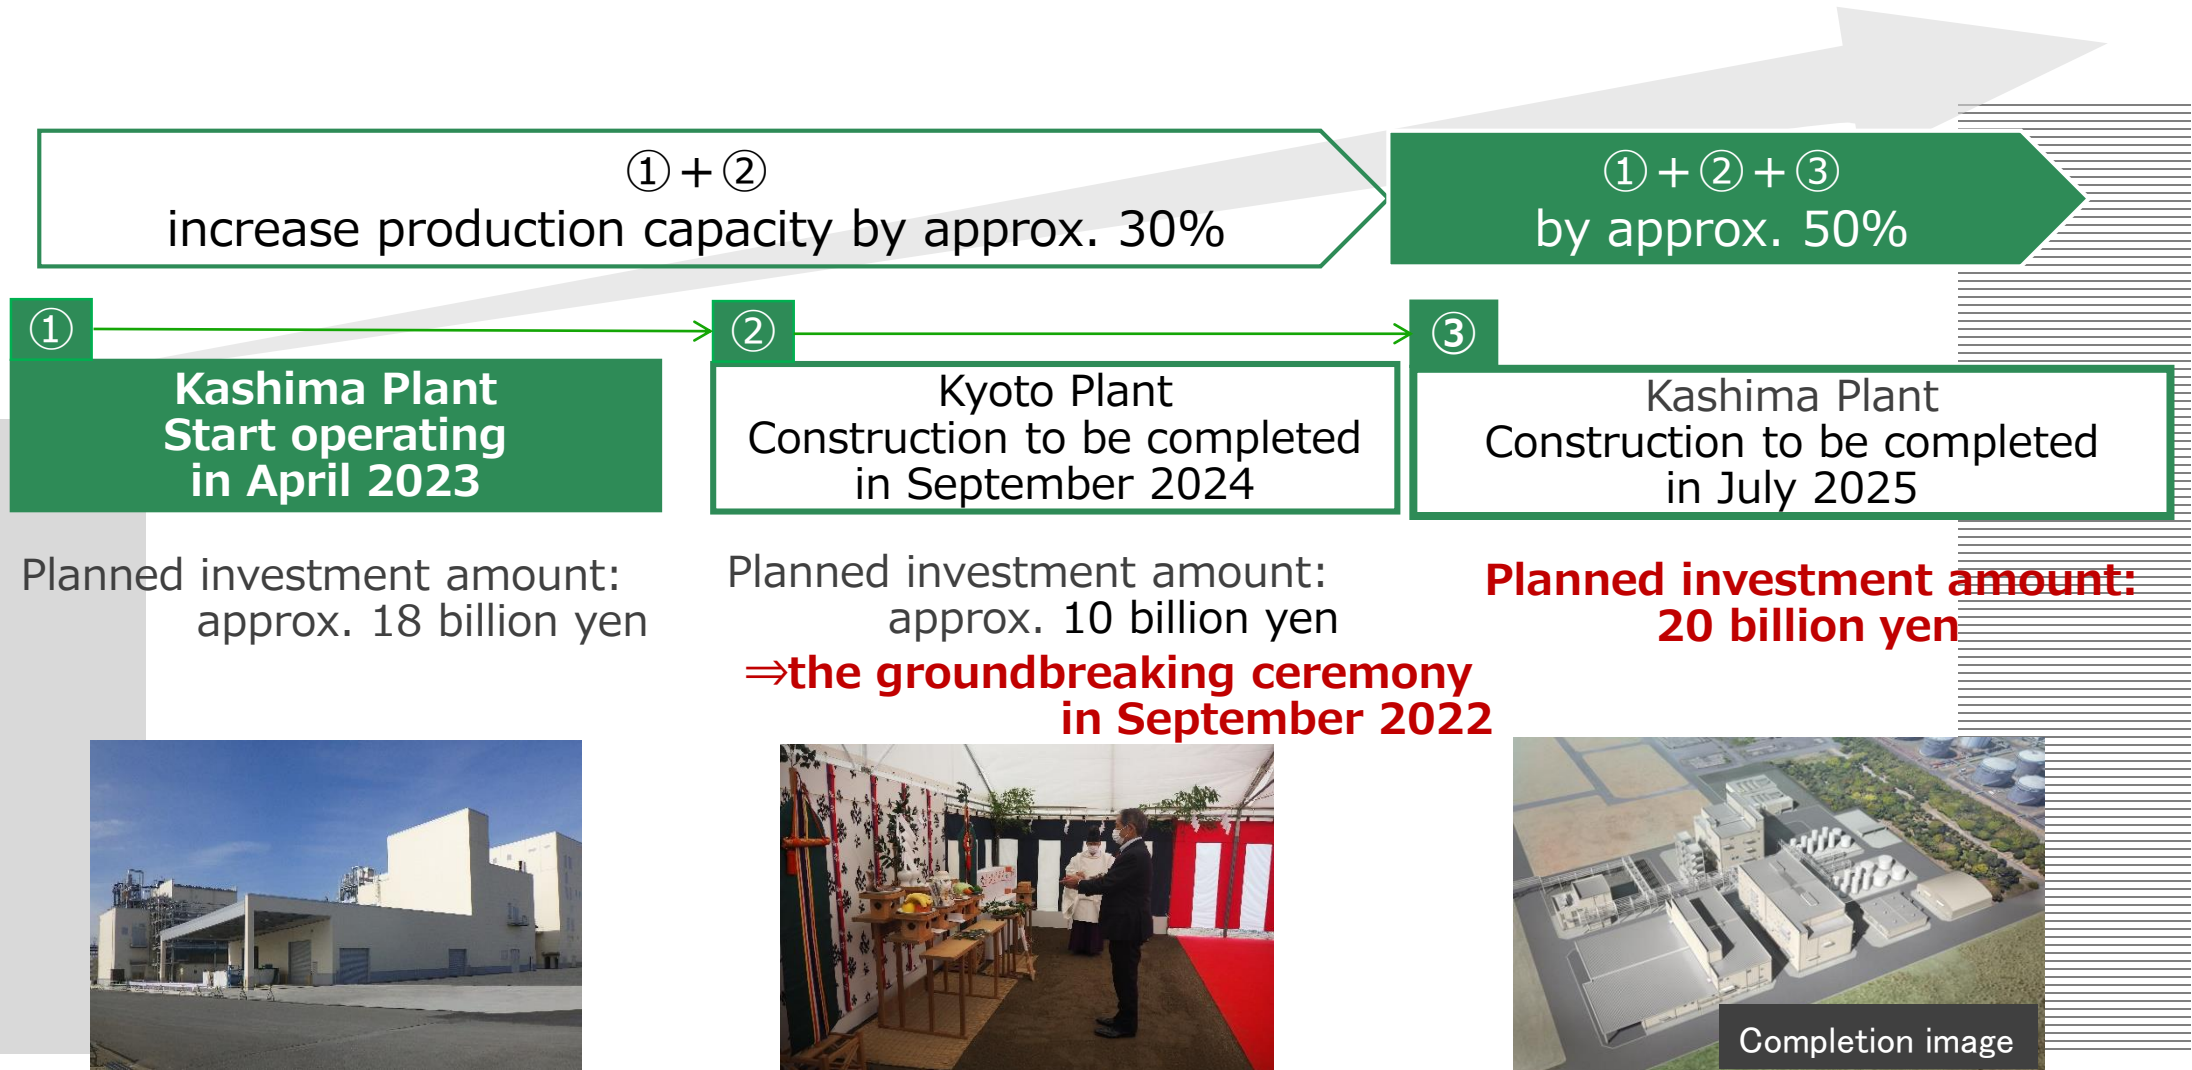 ①+②
increase production capacity by approx. 30%
①+②+③
by approx. 50%
①
Kashima Plant
Start operating
in April 2023
Planned investment amount:
approx. 18 billion yen
②
Kyoto Plant
Construction to be completed
in September 2024
Planned investment amount:
approx. 10 billion yen
⇒the groundbreaking ceremony
in September 2022
③
Kashima Plant
Construction to be completed
in July 2025
Planned investment amount:
20 billion yen
Completion image